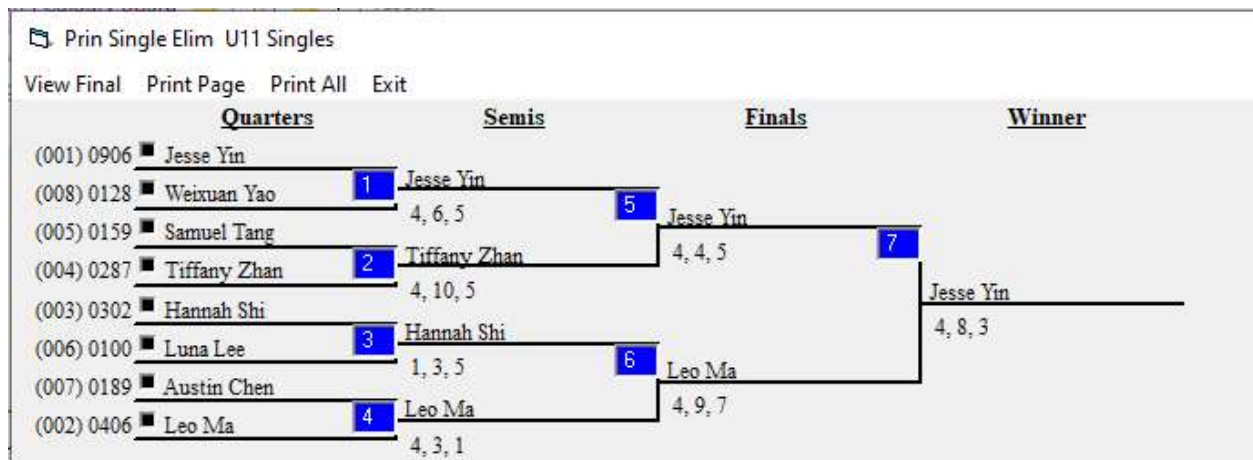 Prin Single Elim U11 Singles
View Final Print Page Print All Exit
Quarters Semis Finals Winner
(001) 0906 Jesse Yin
(008) 0128 Weixuan Yao
1
Jesse Yin
4, 6, 5
(005) 0159 Samuel Tang
(004) 0287 Tiffany Zhan
2
Tiffany Zhan
4, 10, 5
5
Jesse Yin
4, 4, 5
(003) 0302 Hannah Shi
(006) 0100 Luna Lee
3
Hannah Shi
1, 3, 5
(007) 0189 Austin Chen
(002) 0406 Leo Ma
4
Leo Ma
4, 3, 1
6
Leo Ma
4, 9, 7
7
Jesse Yin
4, 8, 3